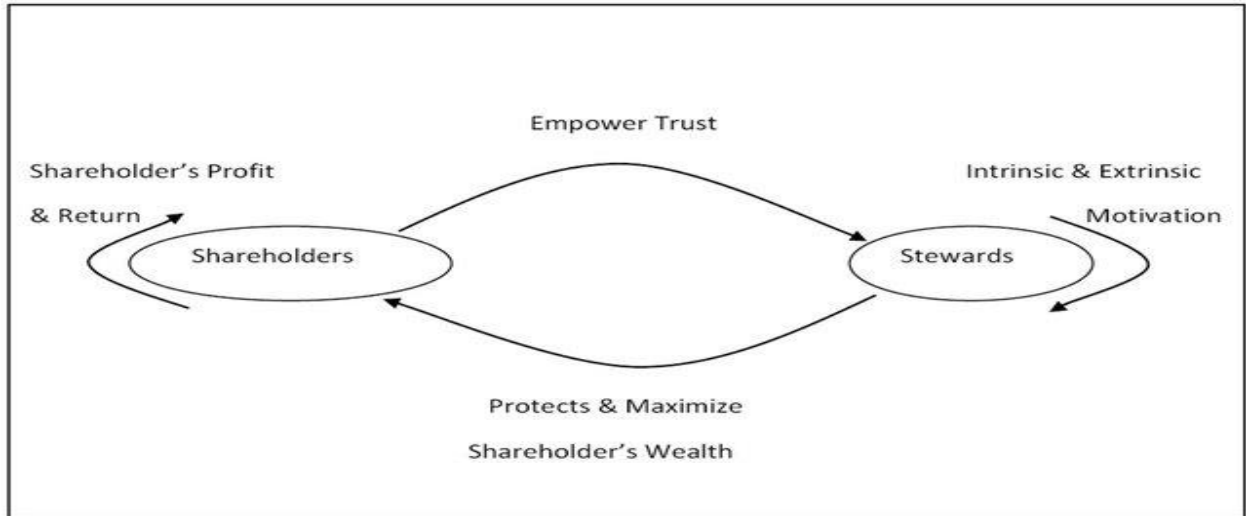 Empower Trust
Shareholder’s Profit
& Return
Intrinsic & Extrinsic
Motivation
Shareholders
Stewards
Protects & Maximize
Shareholder’s Wealth